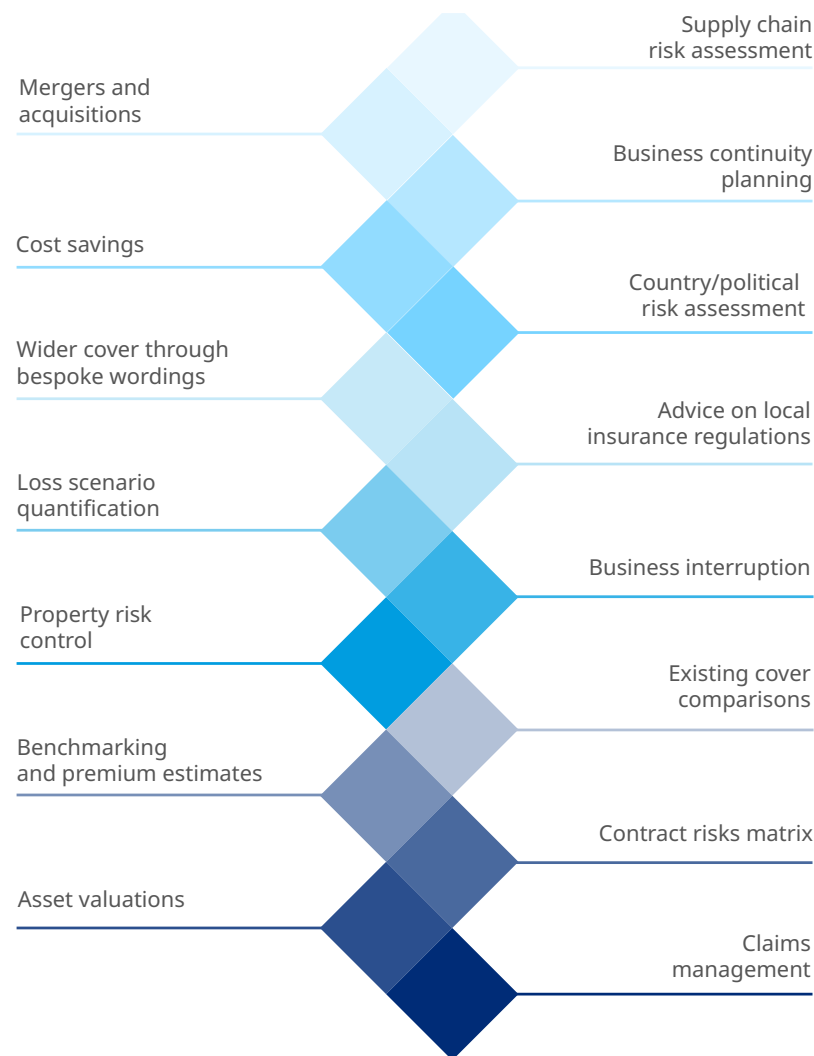 Supply chain
risk assessment
Mergers and
acquisitions
Business continuity
planning
Cost savings
Country/political
risk assessment
Wider cover through
bespoke wordings
Advice on local
insurance regulations
Loss scenario
quantification
Business interruption
Property risk
control
Existing cover
comparisons
Benchmarking
and premium estimates
Contract risks matrix
Asset valuations
Claims
management